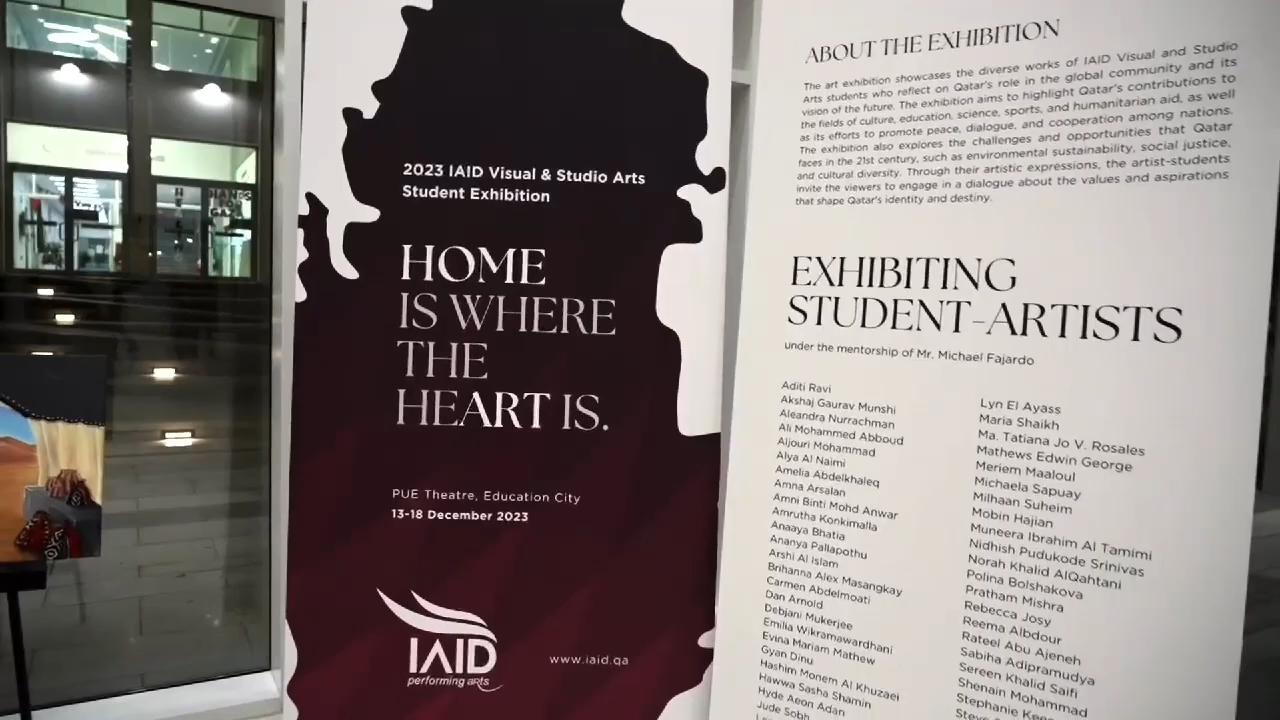 2023 IAID Visual & Studio Arts
Student Exhibition
HOME
IS WHERE
THE
HEART IS.
PUE Theatre, Education City
13-18 December 2023
IAID
performing arts
www.iaid.qa
ABOUT THE EXHIBITION
The art exhibition showcases the diverse works of IAID Visual and Studio
Arts students who reflect on Qatar's role in the global community and its
vision of the future. The exhibition aims to highlight Qatar's contributions to
the fields of culture, education, science, sports, and humanitarian aid, as well
as its efforts to promote peace, dialogue, and cooperation among nations.
The exhibition also explores the challenges and opportunities that Qatar
faces in the 21st century, such as environmental sustainability, social justice,
and cultural diversity. Through their artistic expressions, the artist-students
invite the viewers to engage in a dialogue about the values and aspirations
that shape Qatar's identity and destiny.
EXHIBITING
STUDENT-ARTISTS
under the mentorship of Mr. Michael Fajardo
Aditi Ravi
Akshaj Gaurav Munshi
Aleandra Nurrachman
Ali Mohammed Abboud
Aljouri Mohammad
Alya Al Naimi
Amelia Abdelkhaleq
Amna Arsalan
Amni Binti Mohd Anwar
Amrutha Konkimalla
Anaaya Bhatia
Ananya Pallapothu
Arshi Al Islam
Brihanna Alex Masangkay
Carmen Abdelmoati
Dan Arnold
Debjani Mukerjee
Emilia Wikramawardhani
Evina Mariam Mathew
Gyan Dinu
Hashim Monem Al Khuzaei
Hawwa Sasha Shamin
Hyde Aeon Adan
Jude Sobh
Lyn El Ayass
Maria Shaikh
Ma. Tatiana Jo V. Rosales
Mathews Edwin George
Meriem Maaloul
Michaela Sapuay
Milhaan Suheim
Mobin Hajian
Muneera Ibrahim Al Tamimi
Nidhish Pudukode Srinivas
Norah Khalid AlQahtani
Polina Bolshakova
Pratham Mishra
Rebecca Josy
Reema Albdour
Rateel Abu Ajeneh
Sabiha Adipramudya
Sereen Khalid Saifi
Shenain Mohammad
Stephanie